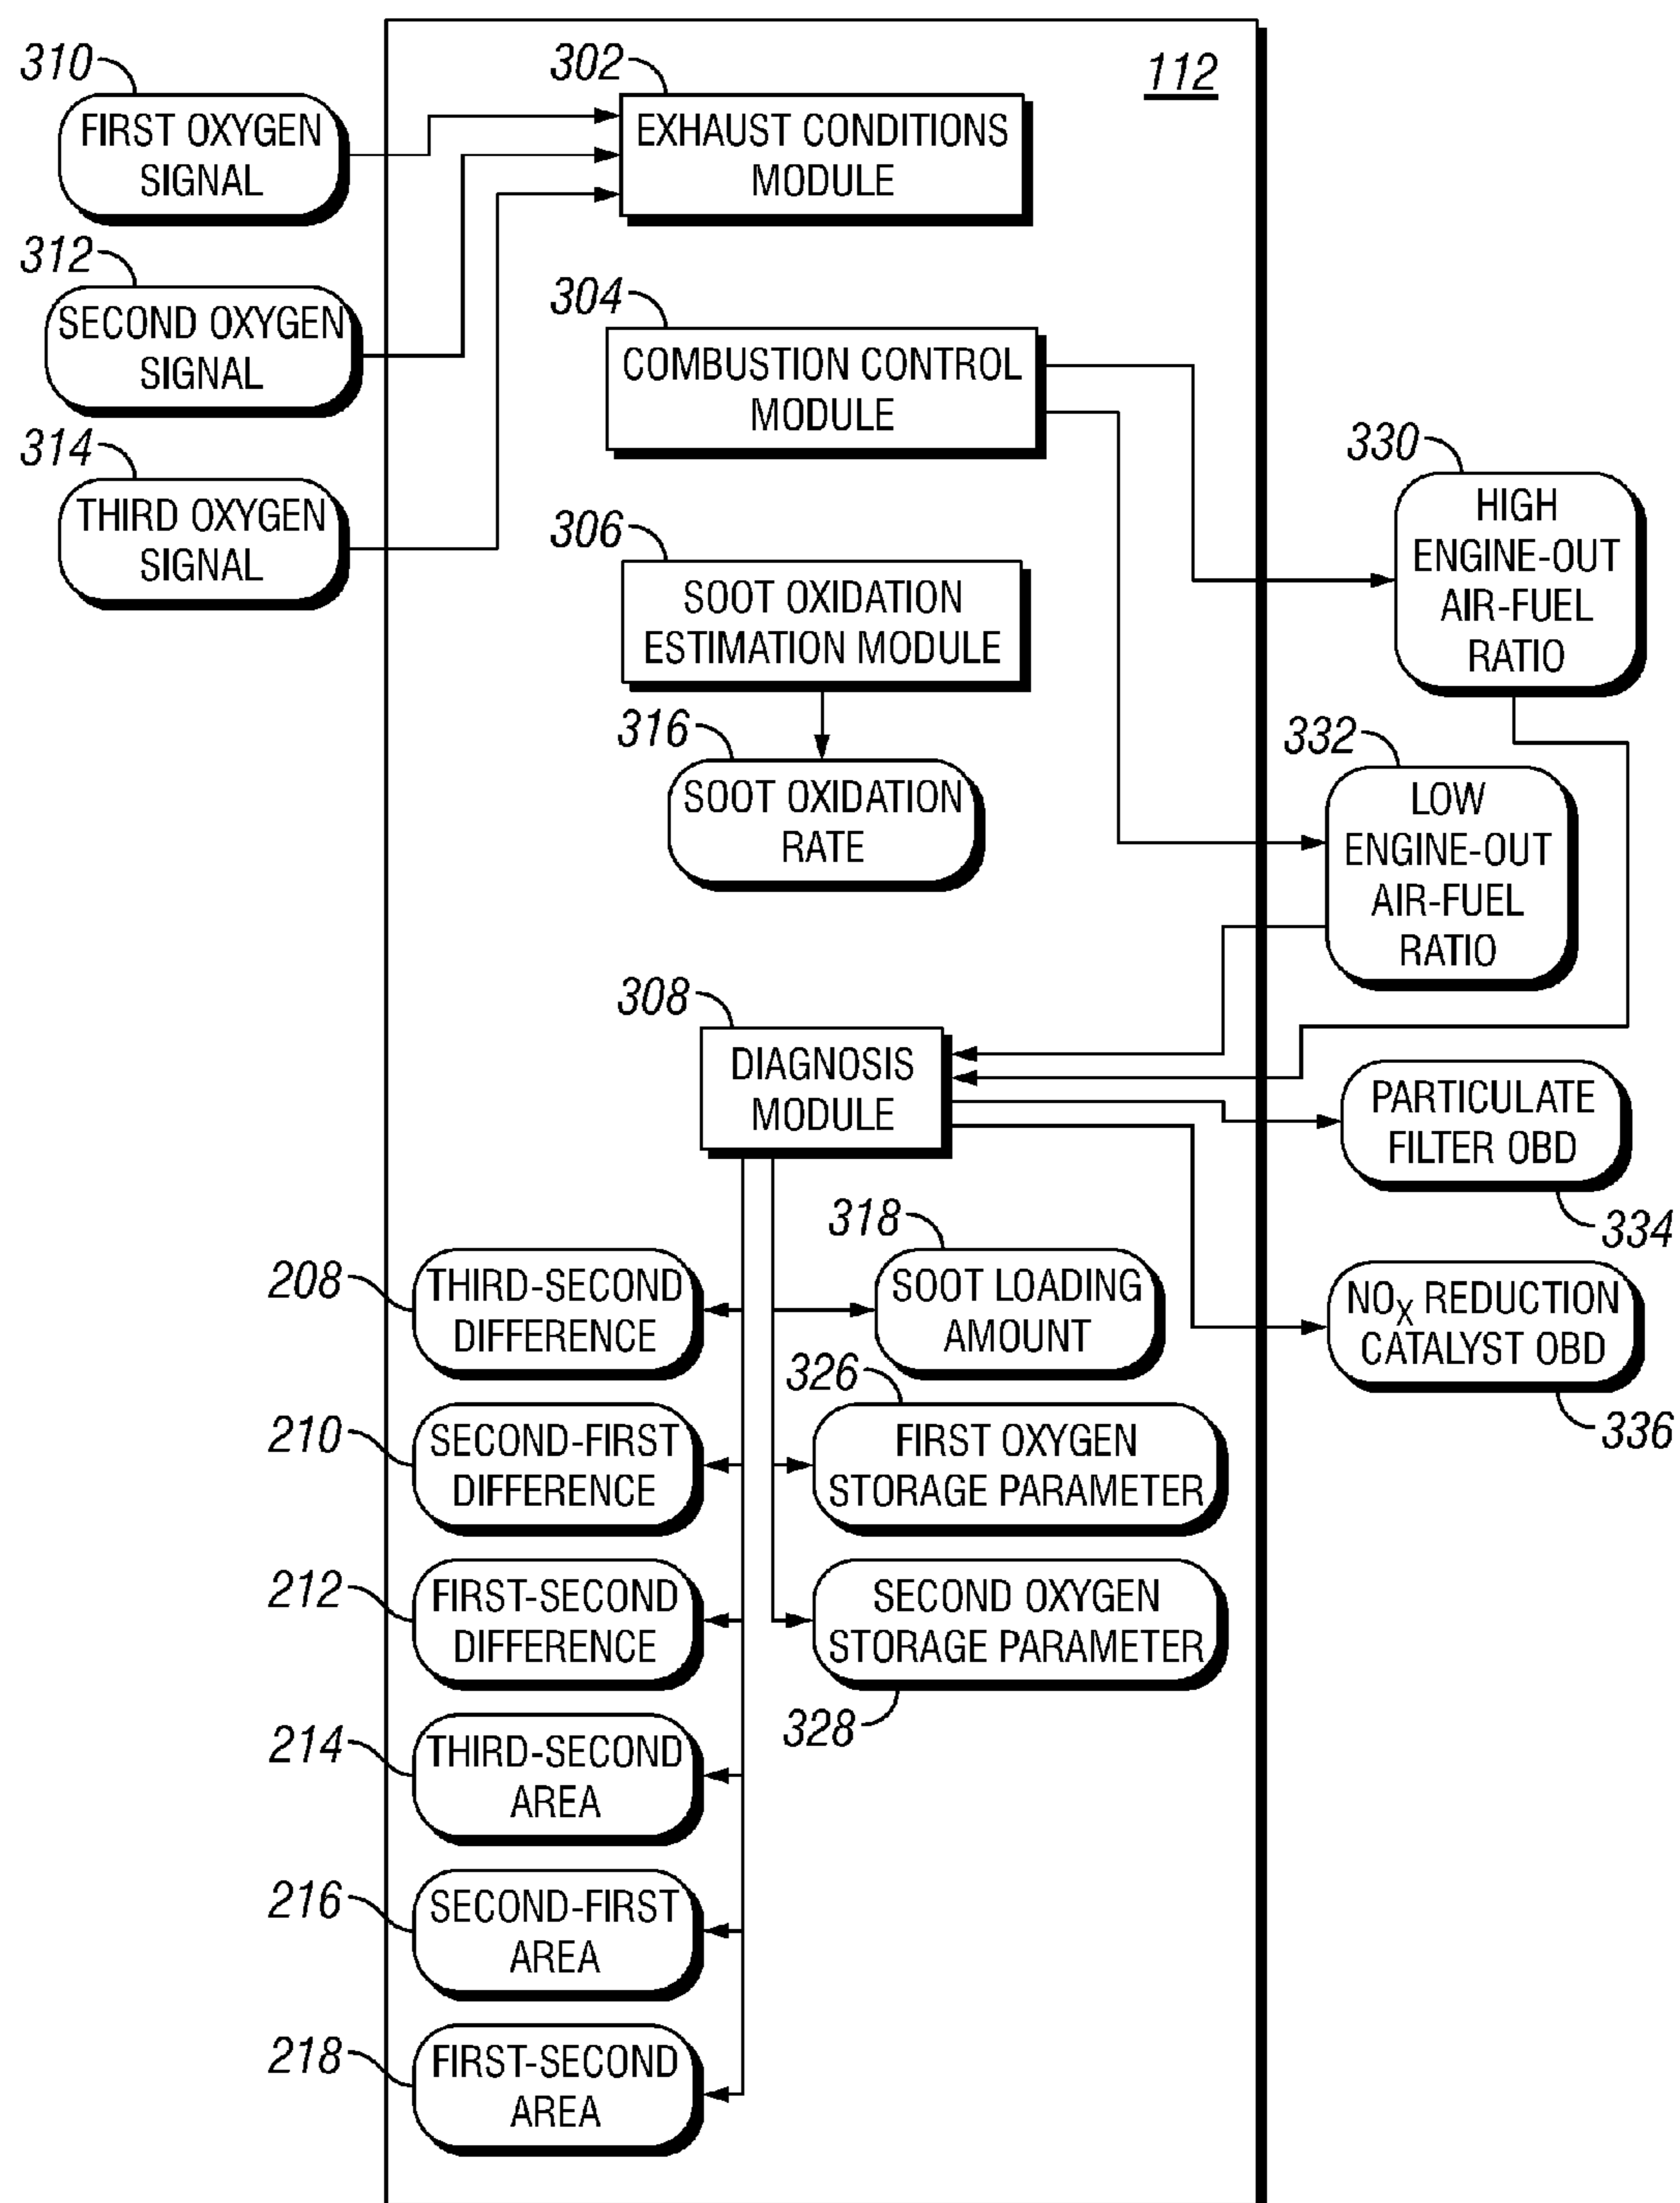 310
FIRST OXYGEN
SIGNAL
302
EXHAUST CONDITIONS
MODULE
112
312
SECOND OXYGEN
SIGNAL
304
COMBUSTION CONTROL
MODULE
314
THIRD OXYGEN
SIGNAL
330
HIGH
ENGINE-OUT
AIR-FUEL
RATIO
306
SOOT OXIDATION
ESTIMATION MODULE
316
SOOT OXIDATION
RATE
332
LOW
ENGINE-OUT
AIR-FUEL
RATIO
308
DIAGNOSIS
MODULE
PARTICULATE
FILTER OBD
334
318
SOOT LOADING
AMOUNT
208
THIRD-SECOND
DIFFERENCE
NOX REDUCTION
CATALYST OBD
336
326
FIRST OXYGEN
STORAGE PARAMETER
210
SECOND-FIRST
DIFFERENCE
212
FIRST-SECOND
DIFFERENCE
SECOND OXYGEN
STORAGE PARAMETER
328
214
THIRD-SECOND
AREA
216
SECOND-FIRST
AREA
218
FIRST-SECOND
AREA